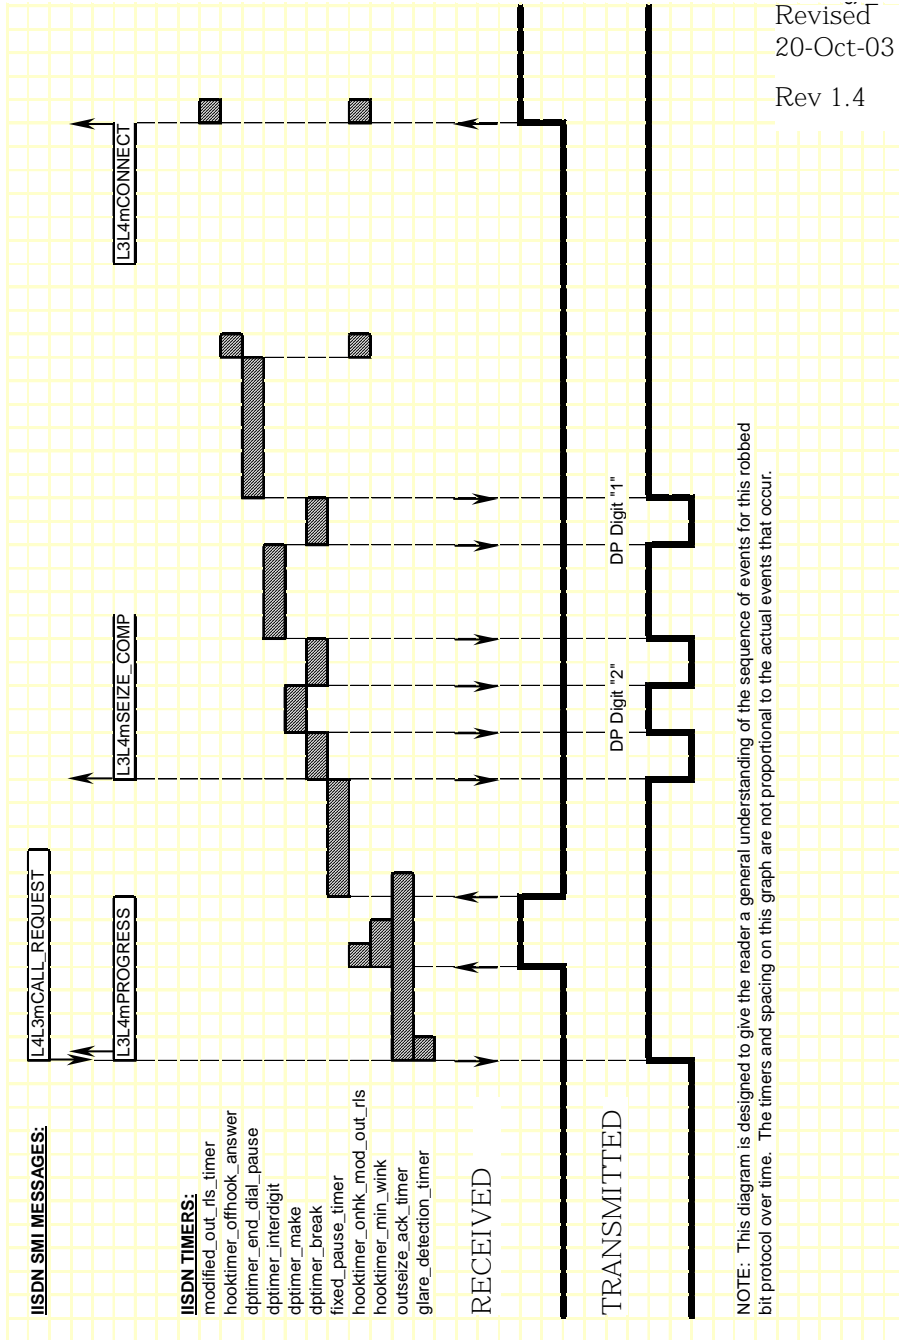 IISDN SMI MESSAGES:
L4L3mCALL_REQUEST
L3L4mPROGRESS
L3L4mSEIZE_COMP
L3L4mCONNECT
IISDN TIMERS:
modified_out_rls_timer
hooktimer_offhook_answer
dptimer_end_dial_pause
dptimer_interdigit
dptimer_make
dptimer_break
fixed_pause_timer
hooktimer_onhk_mod_out_rls
hooktimer_min_wink
outseize_ack_timer
glare_detection_timer
RECEIVED
TRANSMITTED
DP Digit "2"
DP Digit "1"
NOTE: This diagram is designed to give the reader a general understanding of the sequence of events for this robbed
bit protocol over time. The timers and spacing on this graph are not proportional to the actual events that occur.
Revised
20-Oct-03
Rev 1.4